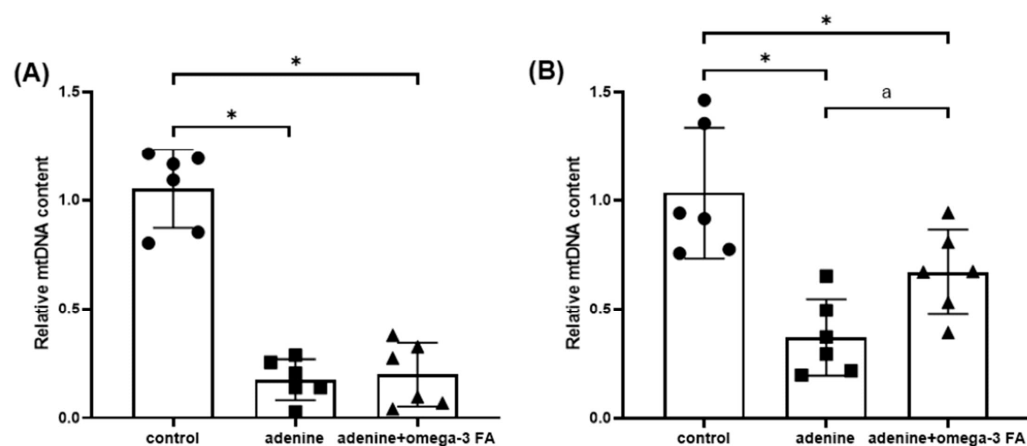 (A)
*
*
Relative mtDNA content
1.5
1.0
0.5
0.0
control adenine adenine+omega-3 FA
(B)
*
*
a
Relative mtDNA content
1.5
1.0
0.5
0.0
control adenine adenine+omega-3 FA